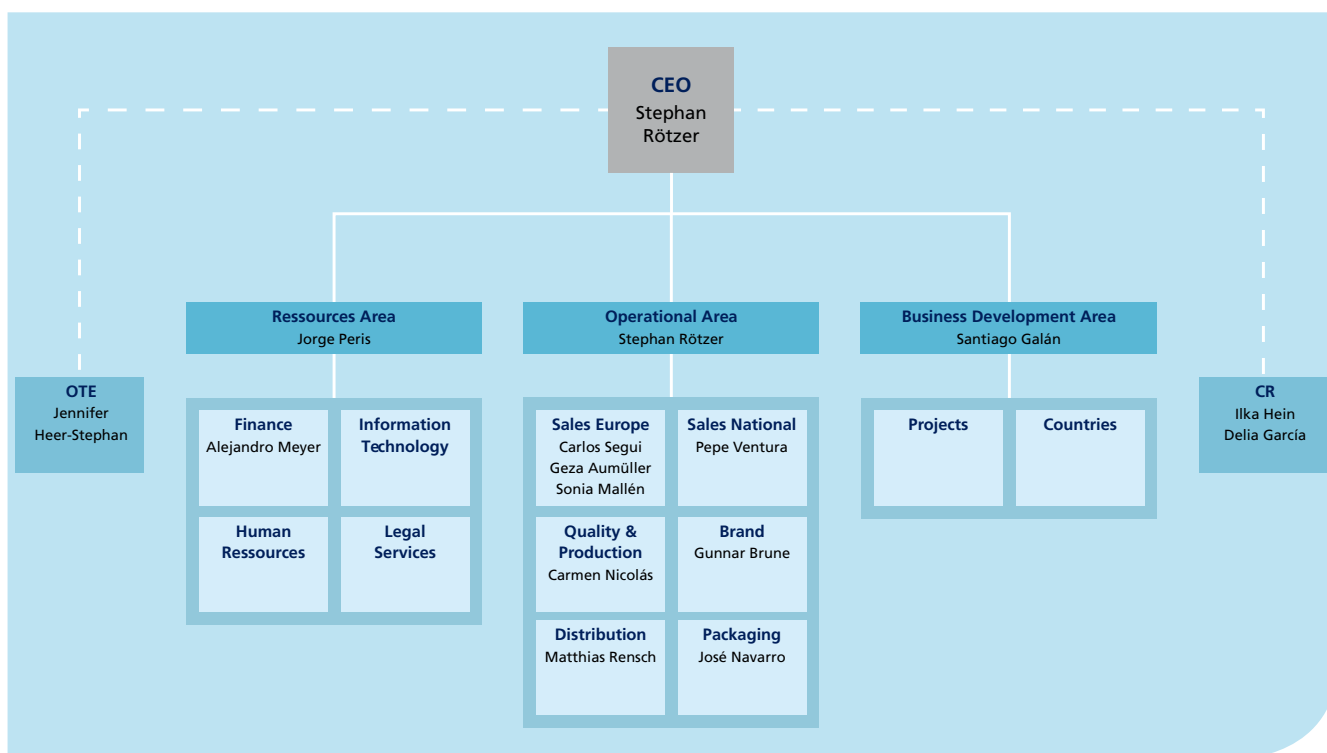 CEO
Stephan
Rötzer
Ressources Area
Jorge Peris
Operational Area
Stephan Rötzer
Business Development Area
Santiago Galán
OTE
Jennifer
Heer-Stephan
CR
Ilka Hein
Delia García
Finance
Alejandro Meyer
Information
Technology
Human
Ressources
Legal
Services
Sales Europe
Carlos Segui
Geza Aumüller
Sonia Mallén
Sales National
Pepe Ventura
Quality &
Production
Carmen Nicolás
Brand
Gunnar Brune
Distribution
Matthias Rensch
Packaging
José Navarro
Projects
Countries